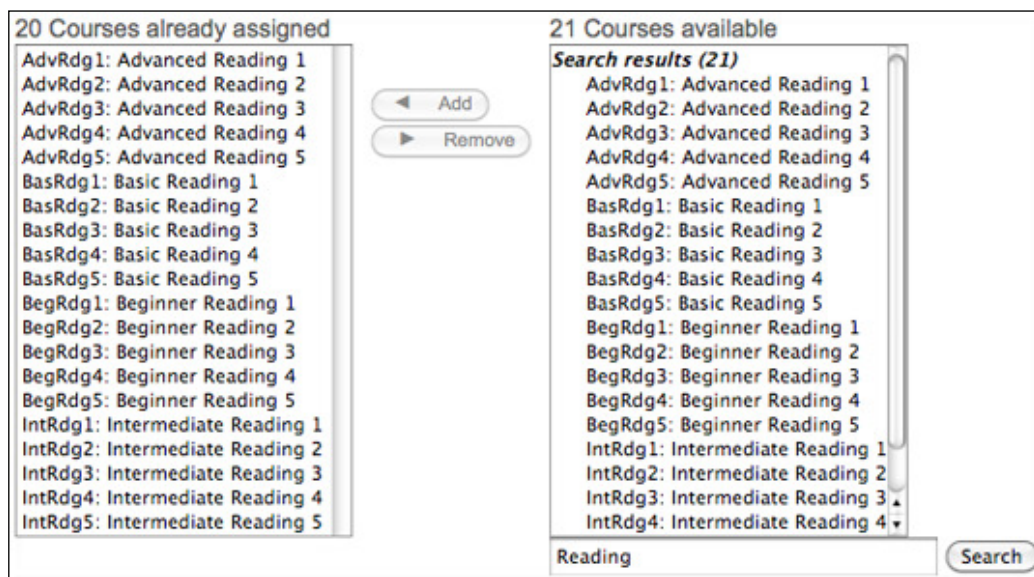 20 Courses already assigned
AdvRdg1: Advanced Reading 1
AdvRdg2: Advanced Reading 2
AdvRdg3: Advanced Reading 3
AdvRdg4: Advanced Reading 4
AdvRdg5: Advanced Reading 5
BasRdg1: Basic Reading 1
BasRdg2: Basic Reading 2
BasRdg3: Basic Reading 3
BasRdg4: Basic Reading 4
BasRdg5: Basic Reading 5
BegRdg1: Beginner Reading 1
BegRdg2: Beginner Reading 2
BegRdg3: Beginner Reading 3
BegRdg4: Beginner Reading 4
BegRdg5: Beginner Reading 5
IntRdg1: Intermediate Reading 1
IntRdg2: Intermediate Reading 2
IntRdg3: Intermediate Reading 3
IntRdg4: Intermediate Reading 4
IntRdg5: Intermediate Reading 5
Add
Remove
21 Courses available
Search results (21)
AdvRdg1: Advanced Reading 1
AdvRdg2: Advanced Reading 2
AdvRdg3: Advanced Reading 3
AdvRdg4: Advanced Reading 4
AdvRdg5: Advanced Reading 5
BasRdg1: Basic Reading 1
BasRdg2: Basic Reading 2
BasRdg3: Basic Reading 3
BasRdg4: Basic Reading 4
BasRdg5: Basic Reading 5
BegRdg1: Beginner Reading 1
BegRdg2: Beginner Reading 2
BegRdg3: Beginner Reading 3
BegRdg4: Beginner Reading 4
BegRdg5: Beginner Reading 5
IntRdg1: Intermediate Reading 1
IntRdg2: Intermediate Reading 2
IntRdg3: Intermediate Reading 3
IntRdg4: Intermediate Reading 4
Reading
Search